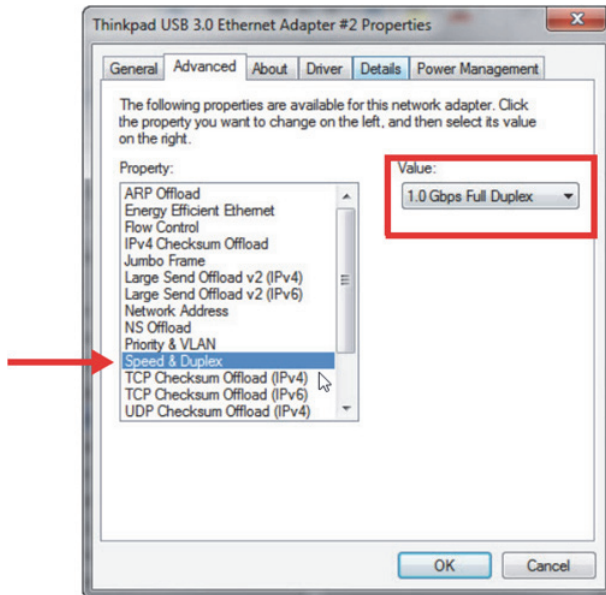 Thinkpad USB 3.0 Ethernet Adapter #2 Properties
General Advanced About Driver Details Power Management
The following properties are available for this network adapter. Click
the property you want to change on the left, and then select its value
on the right.
Property:
Value:
ARP Offload
Energy Efficient Ethernet
Flow Control
IPv4 Checksum Offload
Jumbo Frame
Large Send Offload v2 (IPv4)
Large Send Offload v2 (IPv6)
Network Address
NS Offload
Priority & VLAN
Speed & Duplex
TCP Checksum Offload (IPv4)
TCP Checksum Offload (IPv6)
UDP Checksum Offload (IPv4)
1.0 Gbps Full Duplex
OK Cancel